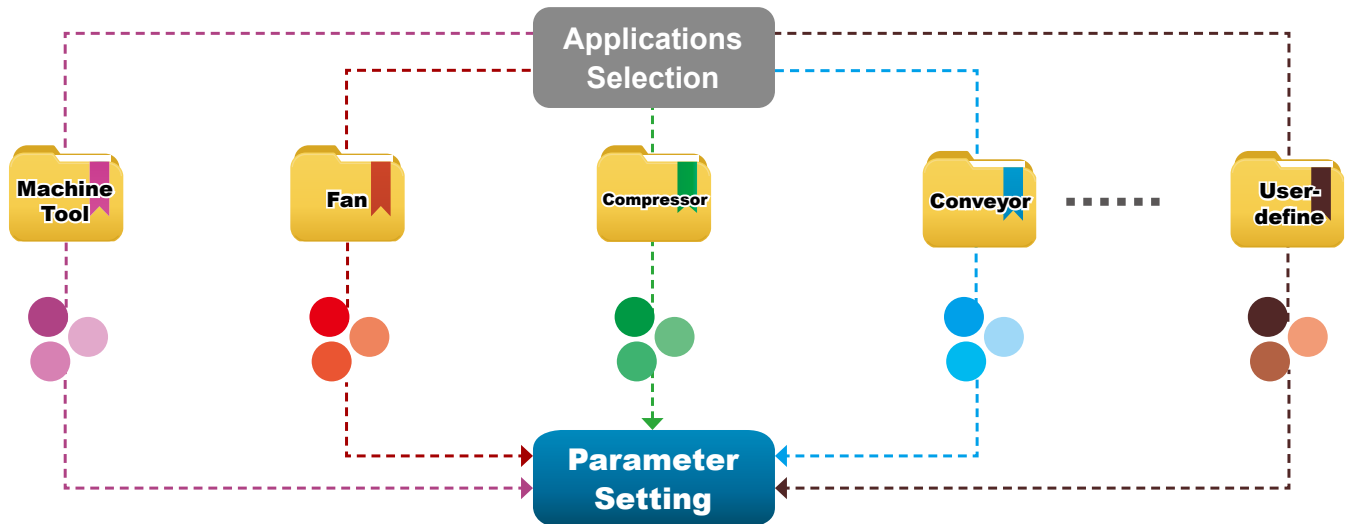 Applications
Selection
Machine
Tool
Fan
Compressor
Conveyor
User-
define
Parameter
Setting